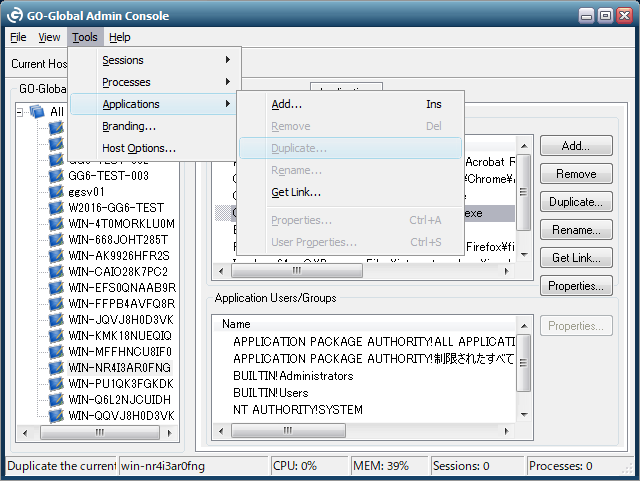 GO-Global Admin Console
File View Tools Help
Current Hos
Sessions
Processes
Applications
Branding...
Host Options...
Add... Ins
Remove Del
Duplicate...
Rename...
Get Link...
Properties... Ctrl+A
User Properties... Ctrl+S
GO-Global
All
GG6-TEST-003
ggsv01
W2016-GG6-TEST
WIN-4T0MORKLU0M
WIN-668JOHT285T
WIN-AK9926HFR2S
WIN-CAIO28K7PC2
WIN-EFS0QNAAB9R
WIN-FFPB4AVFQ8R
WIN-JQVJ8H0D3VK
WIN-KMK18NUEQIQ
WIN-MFFHNCU8IF0
WIN-NR4I3AR0FNG
WIN-PU1QK3FGKDK
WIN-Q6L2NJCUIDH
WIN-QQVJ8H0D3VK
Acrobat R
¥Chrome¥
exe
Firefox¥fi
Add...
Remove
Duplicate...
Rename...
Get Link...
Properties...
Application Users/Groups
Name
APPLICATION PACKAGE AUTHORITY!ALL APPLICATI
APPLICATION PACKAGE AUTHORITY!制限されたすべて
BUILTIN!Administrators
BUILTIN!Users
NT AUTHORITY!SYSTEM
Properties...
Duplicate the current win-nr4i3ar0fng CPU: 0% MEM: 39% Sessions: 0 Processes: 0